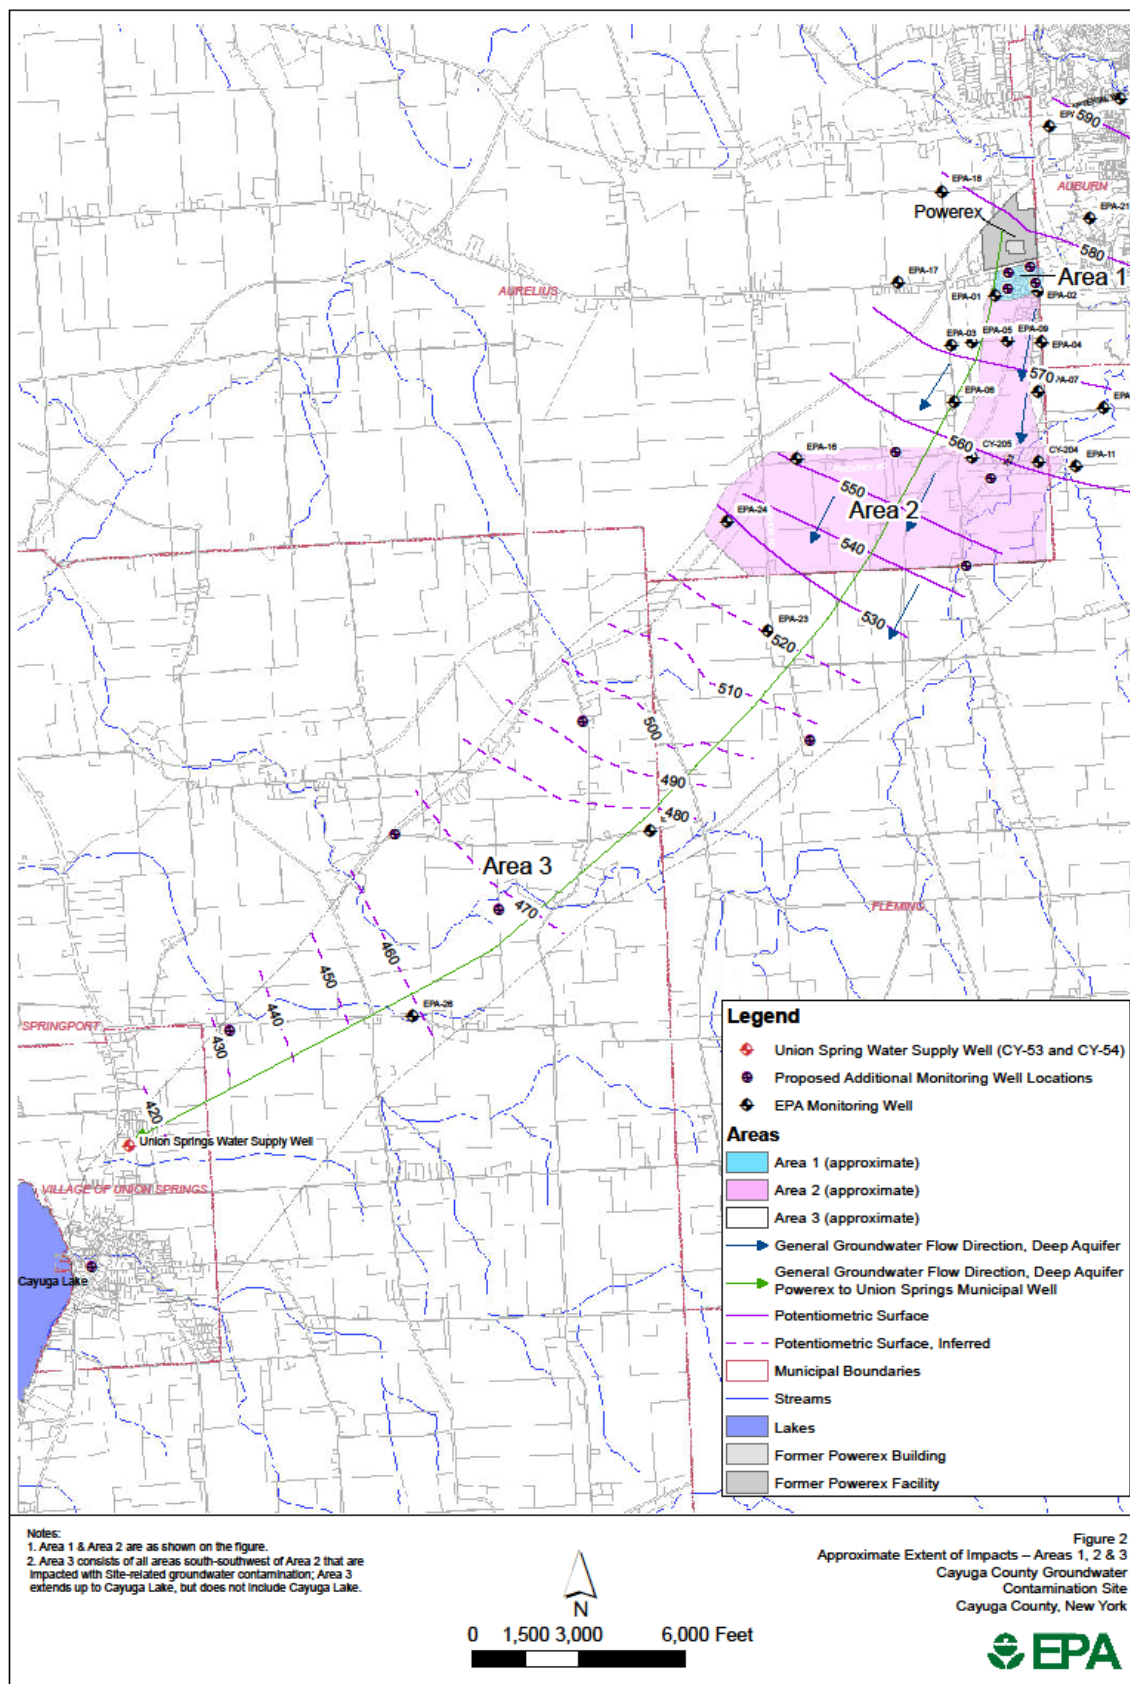 590
EPA-18
AUBURN
Powerex
EPA-21
580
EPA-17
Area 1
AURELIUS
EPA-01
EPA-02
EPA-03
EPA-05
EPA-09
EPA-04
570
EPA-06
560
CY-205
CY-204
EPA-11
EPA-16
550
Area 2
EPA-24
540
530
EPA-23
520
510
500
490
480
Area 3
470
FLEMING
460
450
440
EPA-26
430
SPRINGPORT
420
Union Springs Water Supply Well
VILLAGE OF UNION SPRINGS
Cayuga Lake
Legend
Union Spring Water Supply Well (CY-53 and CY-54)
Proposed Additional Monitoring Well Locations
EPA Monitoring Well
Areas
Area 1 (approximate)
Area 2 (approximate)
Area 3 (approximate)
General Groundwater Flow Direction, Deep Aquifer
General Groundwater Flow Direction, Deep Aquifer
Powerex to Union Springs Municipal Well
Potentiometric Surface
Potentiometric Surface, Inferred
Municipal Boundaries
Streams
Lakes
Former Powerex Building
Former Powerex Facility
Notes:
1. Area 1 & Area 2 are as shown on the figure.
2. Area 3 consists of all areas south-southwest of Area 2 that are
impacted with Site-related groundwater contamination; Area 3
extends up to Cayuga Lake, but does not include Cayuga Lake.
N
0 1,500 3,000 6,000 Feet
Figure 2
Approximate Extent of Impacts – Areas 1, 2 & 3
Cayuga County Groundwater
Contamination Site
Cayuga County, New York
EPA